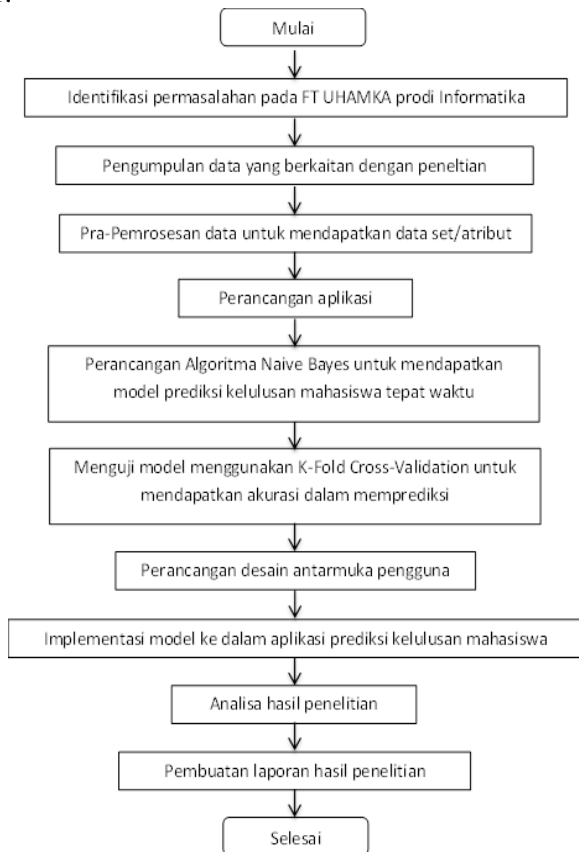 Mulai
Identifikasi permasalahan pada FT UHAMKA prodi Informatika
Pengumpulan data yang berkaitan dengan peneltian
Pra-Pemrosesan data untuk mendapatkan data set/atribut
Perancangan aplikasi
Perancangan Algoritma Naive Bayes untuk mendapatkan
model prediksi kelulusan mahasiswa tepat waktu
Menguji model menggunakan K-Fold Cross-Validation untuk
mendapatkan akurasi dalam memprediksi
Perancangan desain antarmuka pengguna
Implementasi model ke dalam aplikasi prediksi kelulusan mahasiswa
Analisa hasil penelitian
Pembuatan laporan hasil penelitian
Selesai